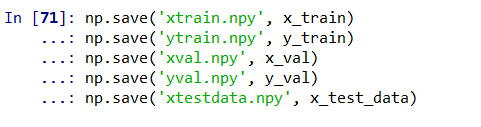 In [71]: np.save('xtrain.npy', x_train)
...: np.save('ytrain.npy', y_train)
...: np.save('xval.npy', x_val)
...: np.save('yval.npy', y_val)
...: np.save('xtestdata.npy', x_test_data)